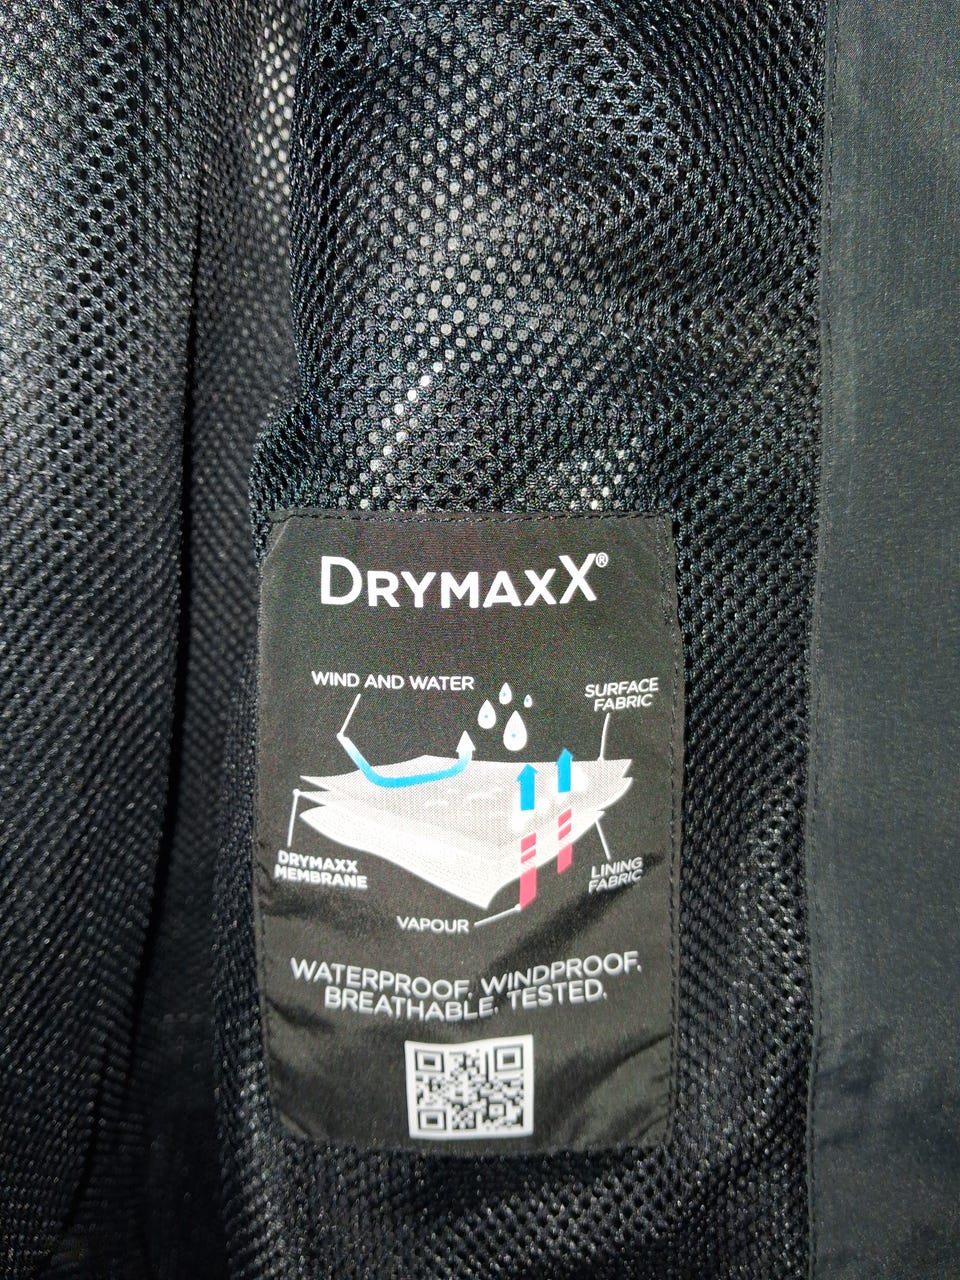 DRYMAXX®
WIND AND WATER
SURFACE
FABRIC
DRYMAXX
MEMBRANE
LINING
FABRIC
VAPOUR
WATERPROOF. WINDPROOF.
BREATHABLE. TESTED.